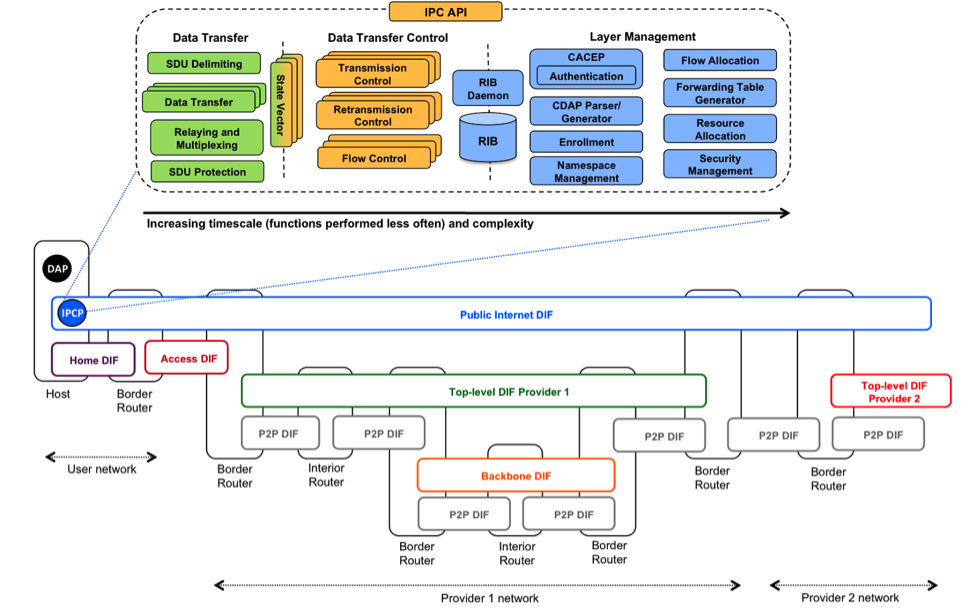 IPC API
Data Transfer
Data Transfer Control
Layer Management
SDU Delimiting
Data Transfer
Relaying and
Multiplexing
SDU Protection
State Vector
Transmission
Control
Retransmission
Control
Flow Control
RIB
Daemon
RIB
CACEP
Authentication
CDAP Parser/
Generator
Enrollment
Namespace
Management
Flow Allocation
Forwarding Table
Generator
Resource
Allocation
Security
Management
Increasing timescale (functions performed less often) and complexity
DAP
IPCP
Public Internet DIF
Home DIF
Access DIF
Host
Border
Router
User network
Top-level DIF Provider 1
Top-level DIF
Provider 2
P2P DIF
P2P DIF
P2P DIF
P2P DIF
P2P DIF
Border
Router
Interior
Router
Backbone DIF
Border
Router
Border
Router
P2P DIF
P2P DIF
Border
Router
Interior
Router
Border
Router
Provider 1 network
Provider 2 network